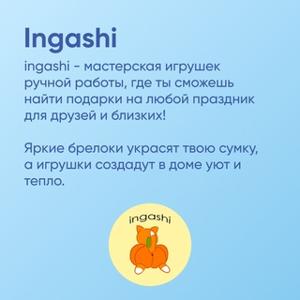 Ingashi
ingashi - мастерская игрушек
ручной работы, где ты сможешь
найти подарки на любой праздник
для друзей и близких!
Яркие брелоки украсят твою сумку,
а игрушки создадут в доме уют и
тепло.
ingashi